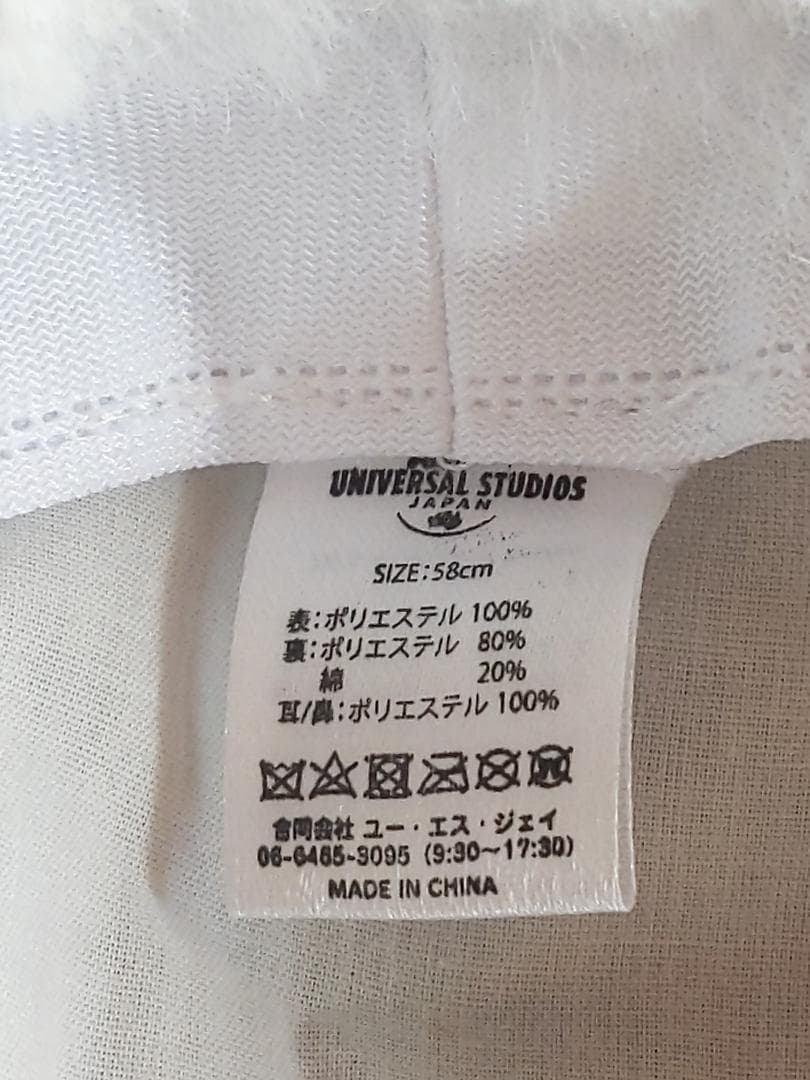 UNIVERSAL STUDIOS
JAPAN
SIZE:58cm
表:ポリエステル 100%
裏:ポリエステル 80%
綿 20%
耳/鼻:ポリエステル 100%
W
合同会社 ユー・エス・ジェイ
06-6465-3095 (9:30〜17:30)
MADE IN CHINA